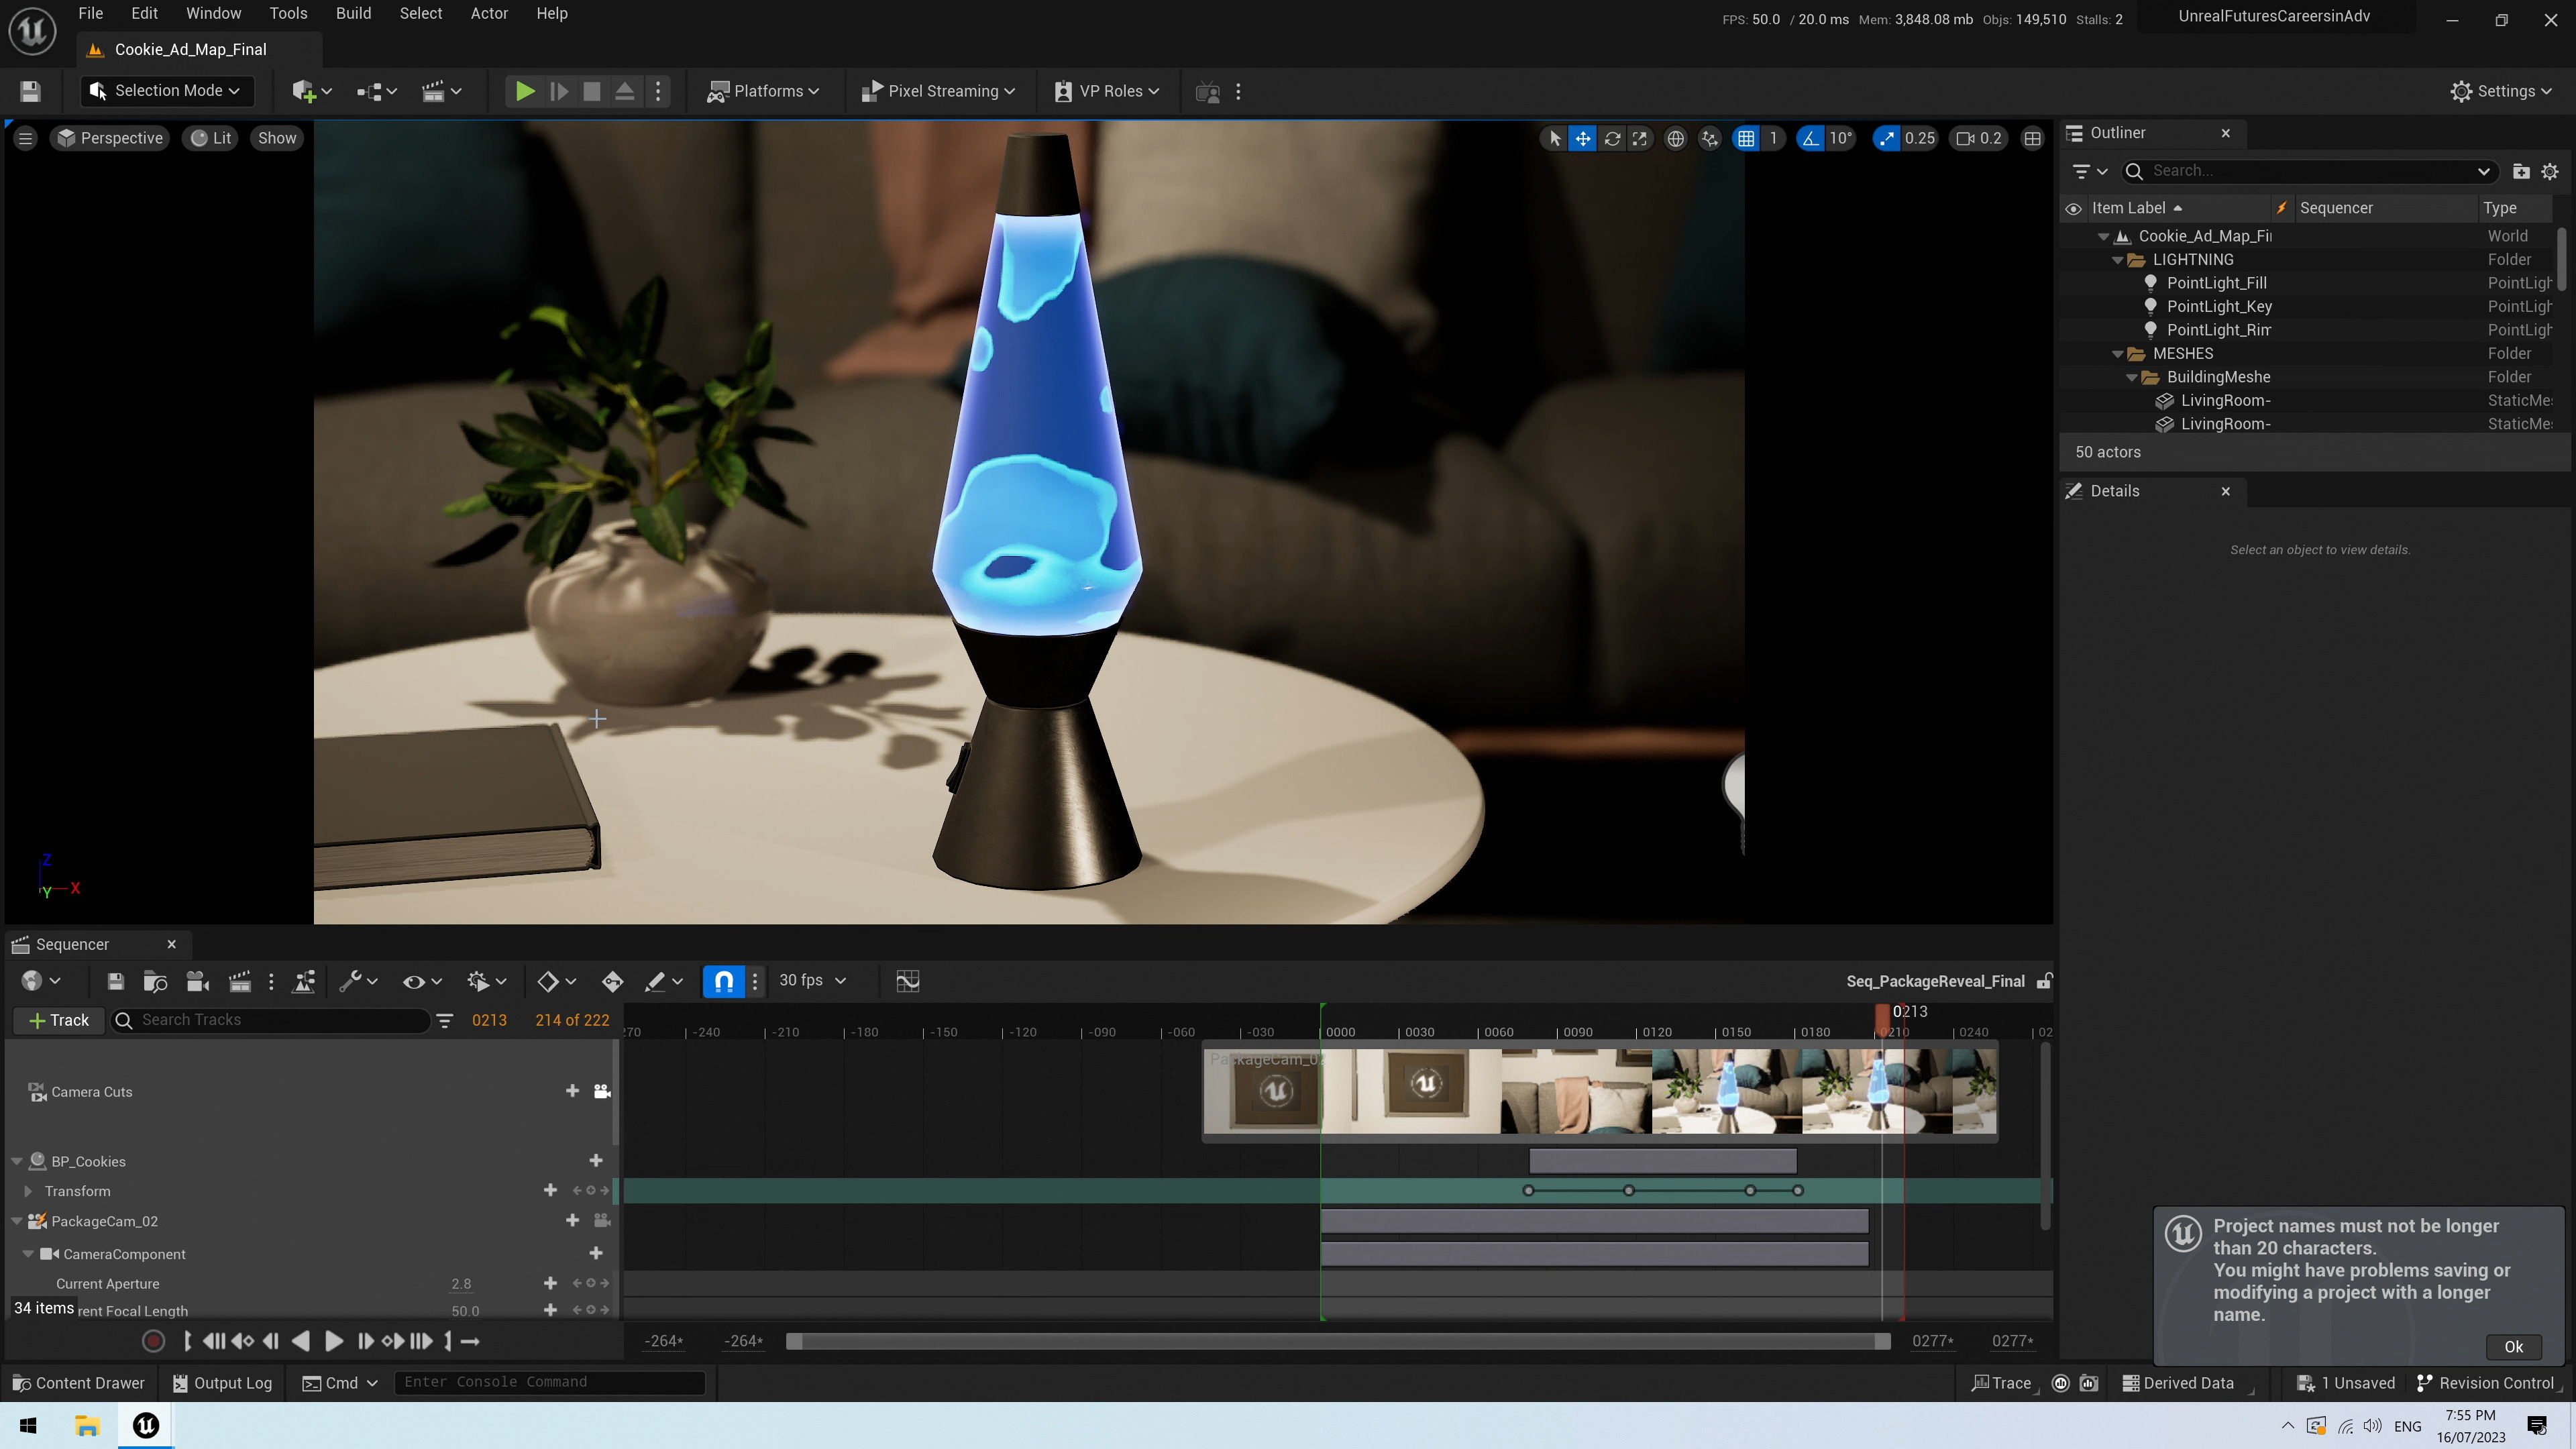 File Edit Window Tools Build Select Actor Help
FPS: 50.0 / 20.0 ms Mem: 3,848.08 mb Objs: 149,510 Stalls: 2
UnrealFuturesCareersinAdv
Cookie_Ad_Map_Final
Selection Mode
Platforms
Pixel Streaming
VP Roles
Settings
Perspective
Lit
Show
1
10°
0.25
0.2
Outliner
Search...
Item Label Sequencer Type
Cookie_Ad_Map_Fi World
LIGHTNING Folder
PointLight_Fill PointLigh
PointLight_Key PointLigh
PointLight_Rim PointLigh
MESHES Folder
BuildingMeshe Folder
LivingRoom- StaticMe
LivingRoom- StaticMe
50 actors
Details
Select an object to view details.
Z
Y
X
Sequencer
30 fps
Seq_PackageReveal_Final
Track
Search Tracks
0213
214 of 222
270 -240 -210 -180 -150 -120 -090 -060 -030 0000 0030 0060 0090 0120 0150 0180 0210 0240 02
0213
PackageCam_02
Camera Cuts
BP_Cookies
Transform
PackageCam_02
CameraComponent
Current Aperture 2.8
34 items
rent Focal Length 50.0
-264* -264* 0277* 0277*
Project names must not be longer
than 20 characters.
You might have problems saving or
modifying a project with a longer
name.
Ok
Content Drawer
Output Log
Cmd
Enter Console Command
Trace
Derived Data
1 Unsaved
Revision Control
ENG
7:55 PM
16/07/2023